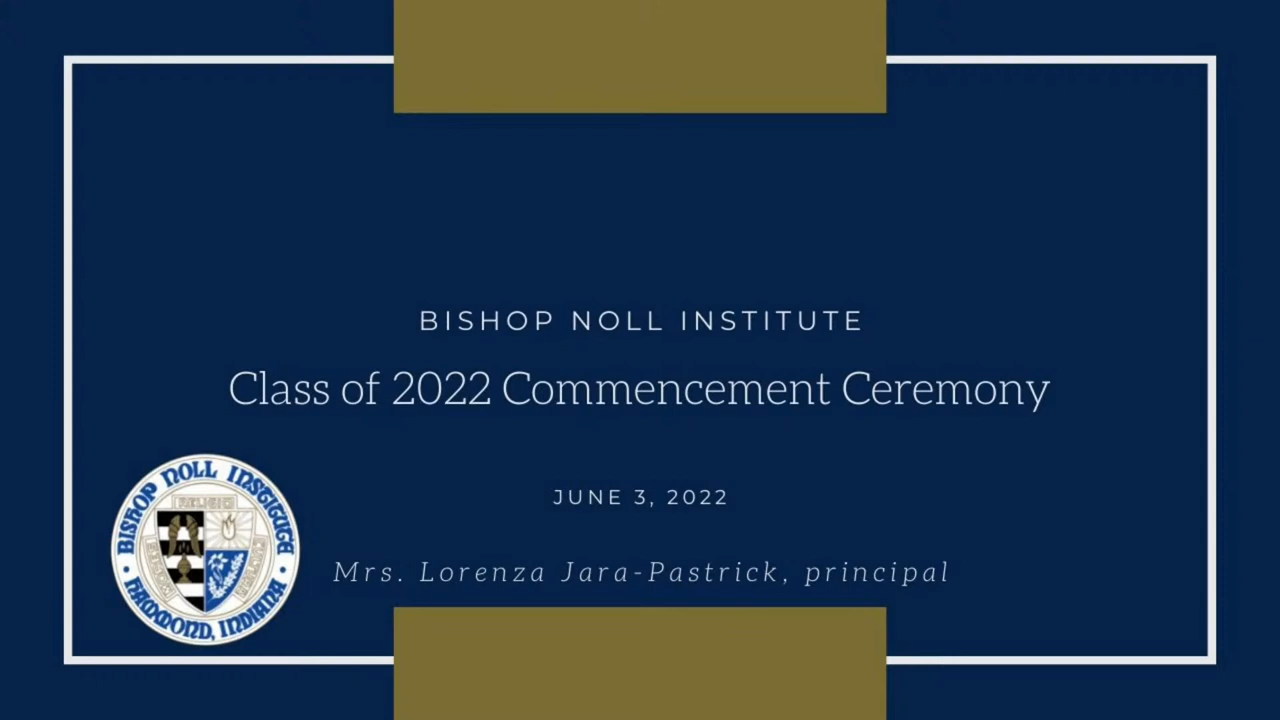 BISHOP NOLL INSTITUTE
Class of 2022 Commencement Ceremony
JUNE 3, 2022
Mrs. Lorenza Jara-Pastrick, principal
BISHOP NOLL INSTITUTE
HAMMOND, INDIANA
RELIGIO